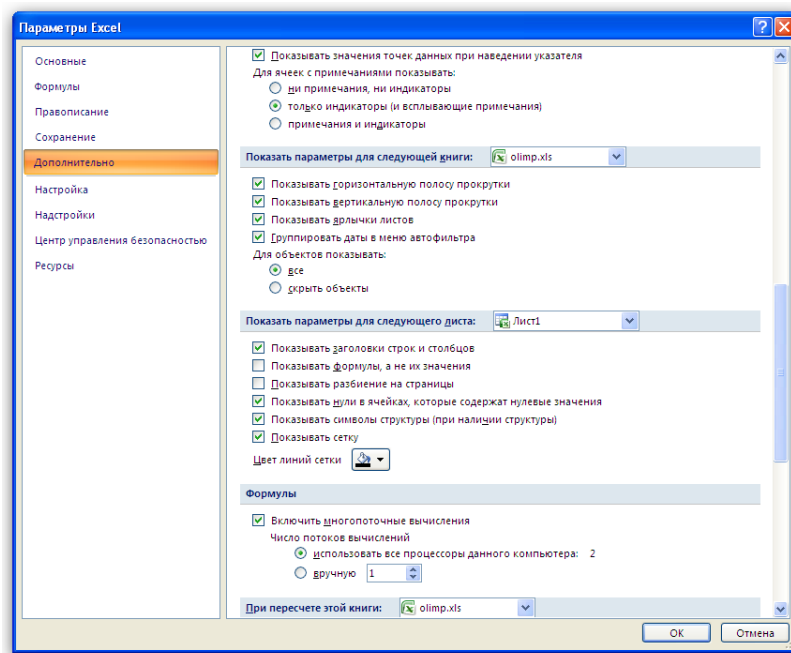 Параметры Excel
Основные
Формулы
Правописание
Сохранение
Дополнительно
Настройка
Надстройки
Центр управления безопасностью
Ресурсы
Показывать значения точек данных при наведении указателя
Для ячеек с примечаниями показывать:
ни примечания, ни индикаторы
только индикаторы (и всплывающие примечания)
примечания и индикаторы
Показать параметры для следующей книги: olimp.xls
Показывать горизонтальную полосу прокрутки
Показывать вертикальную полосу прокрутки
Показывать ярлычки листов
Группировать даты в меню автофильтра
Для объектов показывать:
все
скрыть объекты
Показать параметры для следующего листа: Лист1
Показывать заголовки строк и столбцов
Показывать формулы, а не их значения
Показывать разбиение на страницы
Показывать нули в ячейках, которые содержат нулевые значения
Показывать символы структуры (при наличии структуры)
Показывать сетку
Цвет линий сетки
Формулы
Включить многопоточные вычисления
Число потоков вычислений
использовать все процессоры данного компьютера: 2
вручную 1
При пересчете этой книги: olimp.xls
ОК Отмена